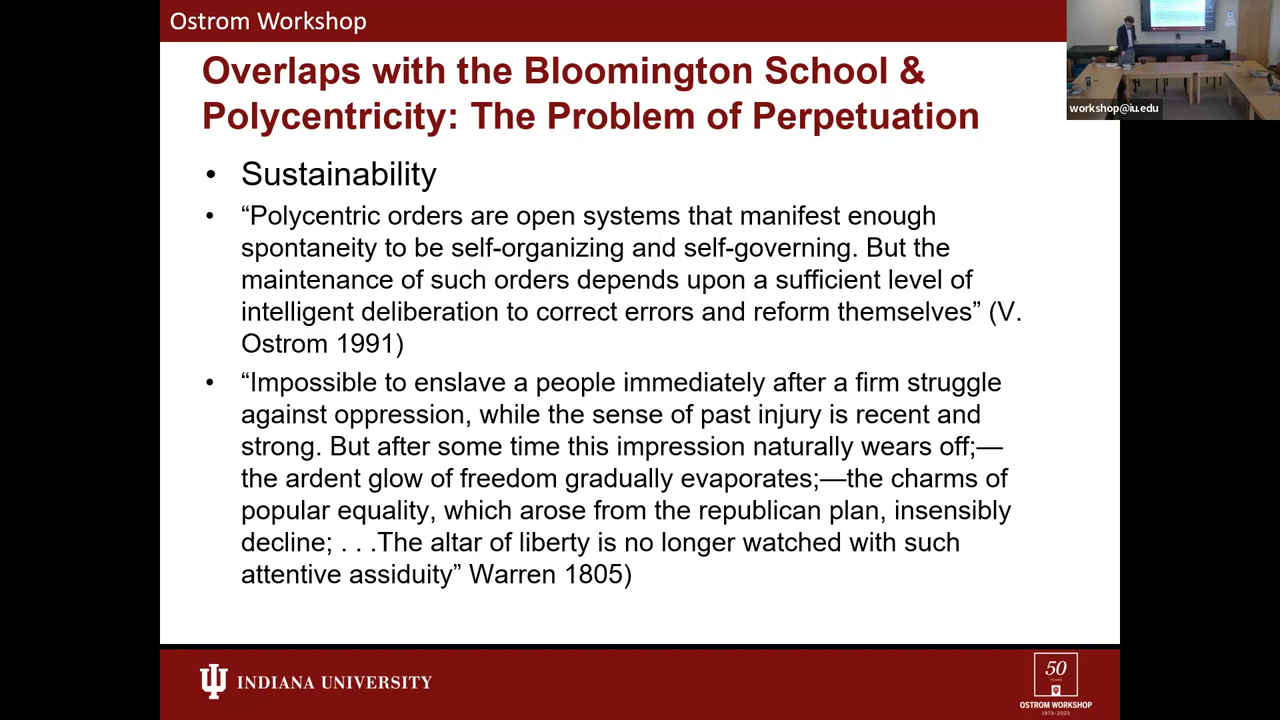 Ostrom Workshop
Overlaps with the Bloomington School &
Polycentricity: The Problem of Perpetuation
• Sustainability
• “Polycentric orders are open systems that manifest enough
spontaneity to be self-organizing and self-governing. But the
maintenance of such orders depends upon a sufficient level of
intelligent deliberation to correct errors and reform themselves” (V.
Ostrom 1991)
• “Impossible to enslave a people immediately after a firm struggle
against oppression, while the sense of past injury is recent and
strong. But after some time this impression naturally wears off;—
the ardent glow of freedom gradually evaporates;—the charms of
popular equality, which arose from the republican plan, insensibly
decline; . . .The altar of liberty is no longer watched with such
attentive assiduity” Warren 1805)
workshop@iu.edu
INDIANA UNIVERSITY
50
YEARS
OSTROM WORKSHOP
1973–2023